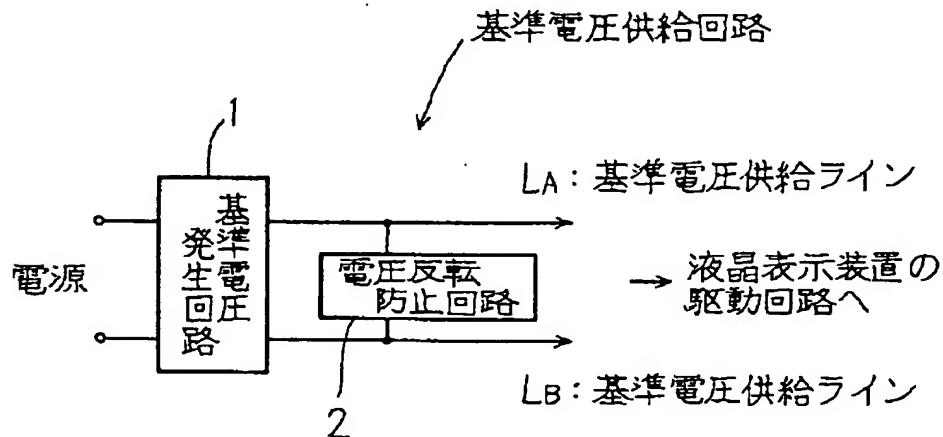 基準電圧供給回路
1
LA:基準電圧供給ライン
基準電圧
発生回路
電源
電圧反転
防止回路
→液晶表示装置の
駆動回路へ
LB:基準電圧供給ライン
2